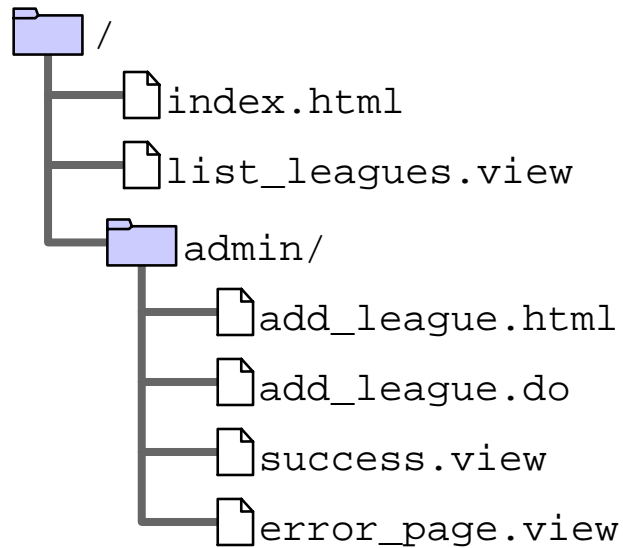 /
index.html
list_leagues.view
admin/
add_league.html
add_league.do
success.view
error_page.view